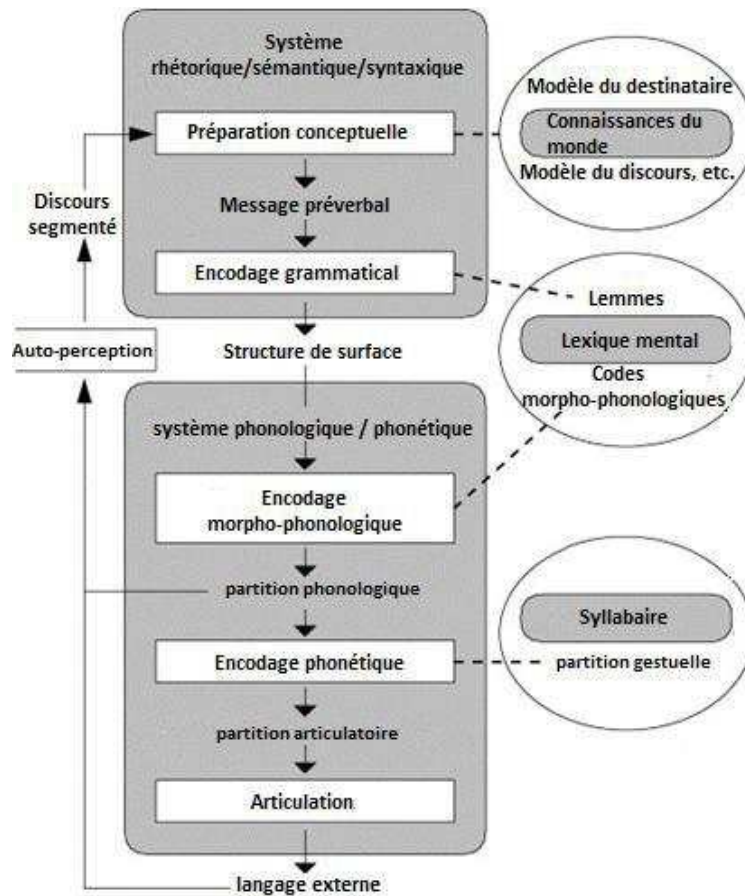 Système
rhétorique/sémantique/syntaxique
Préparation conceptuelle
Message préverbal
Encodage grammatical
Modèle du destinataire
Connaissances du
monde
Modèle du discours, etc.
Discours
segmenté
Auto-perception
Structure de surface
Lemmes
Lexique mental
Codes
morpho-phonologiques
système phonologique / phonétique
Encodage
morpho-phonologique
partition phonologique
Encodage phonétique
Syllabaire
partition gestuelle
partition articulatoire
Articulation
langage externe